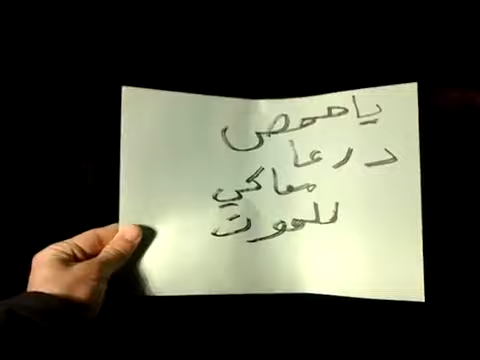 ياحمص
درعا
معاكي
للموت